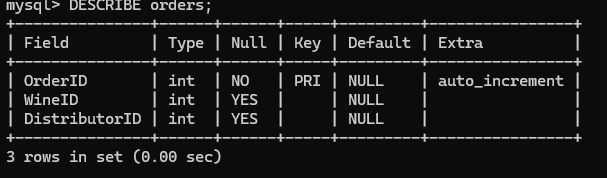 mysql> DESCRIBE orders;
+---------------+------+------+-----+---------+----------------+
| Field         | Type | Null | Key | Default | Extra          |
+---------------+------+------+-----+---------+----------------+
| OrderID       | int  | NO   | PRI | NULL    | auto_increment |
| WineID        | int  | YES  |     | NULL    |                |
| DistributorID | int  | YES  |     | NULL    |                |
+---------------+------+------+-----+---------+----------------+
3 rows in set (0.00 sec)